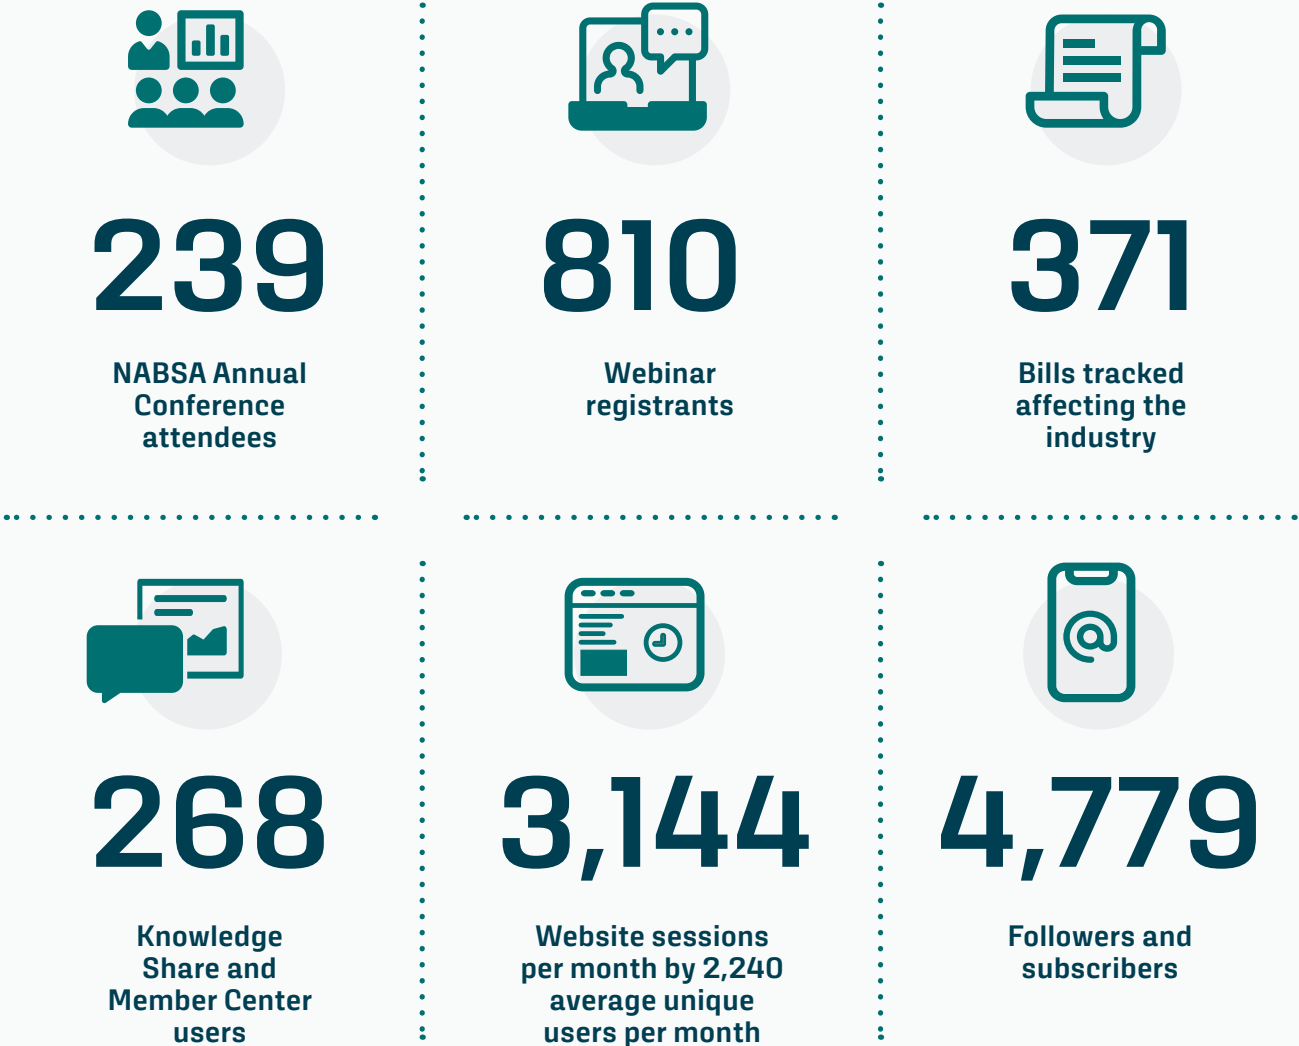 239
NABSA Annual
Conference
attendees
810
Webinar
registrants
371
Bills tracked
affecting the
industry
268
Knowledge
Share and
Member Center
users
3,144
Website sessions
per month by 2,240
average unique
users per month
4,779
Followers and
subscribers